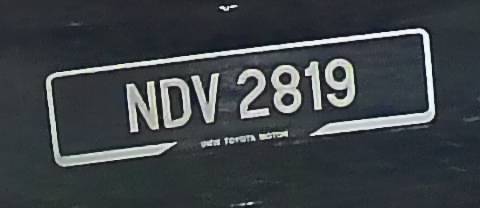 NDV 2819
UMW TOYOTA MOTOR